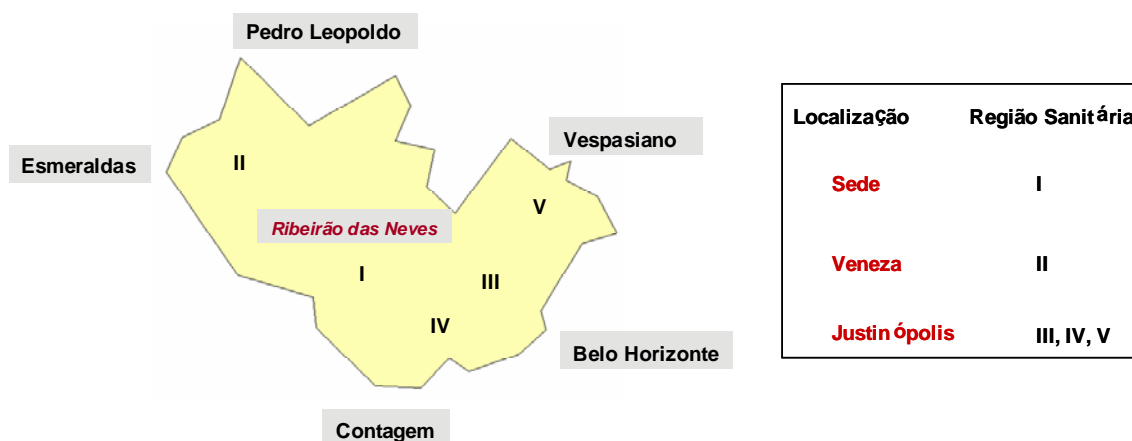 Pedro Leopoldo
Vespasiano
Esmeraldas
II
V
Ribeirão das Neves
I
III
IV
Belo Horizonte
Contagem
Localização Região Sanitária
Sede I
Veneza II
Justinópolis III, IV, V